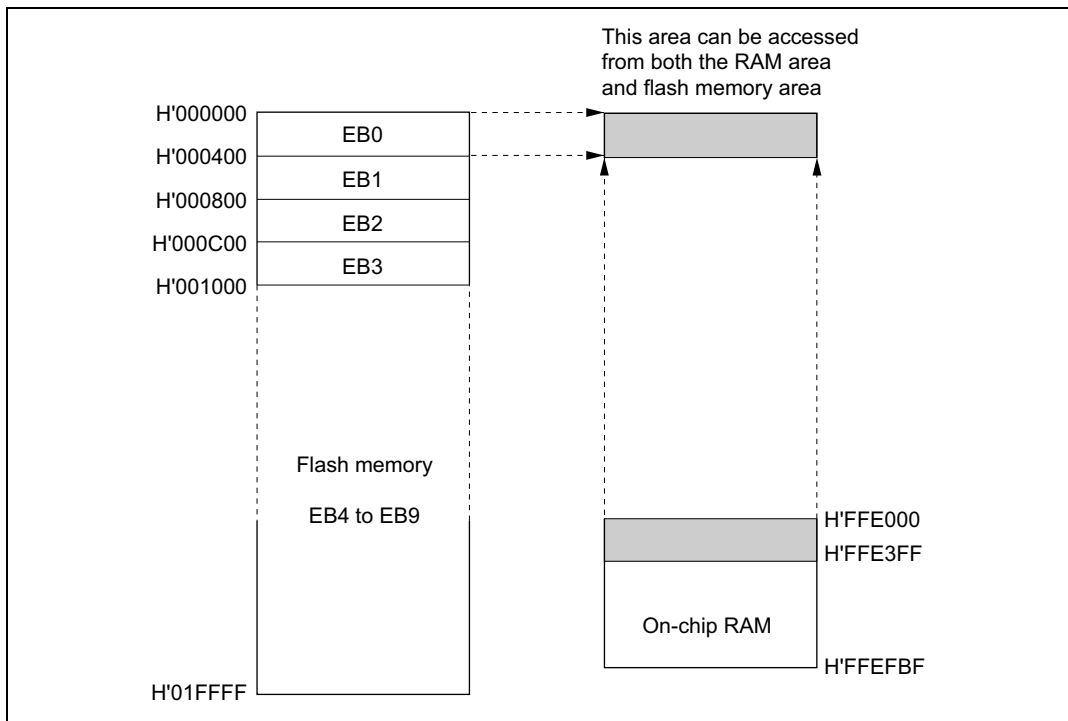 This area can be accessed
from both the RAM area
and flash memory area
H'000000
EB0
H'000400
EB1
H'000800
EB2
H'000C00
EB3
H'001000
Flash memory
EB4 to EB9
H'01FFFF
H'FFE000
H'FFE3FF
On-chip RAM
H'FFEFBF